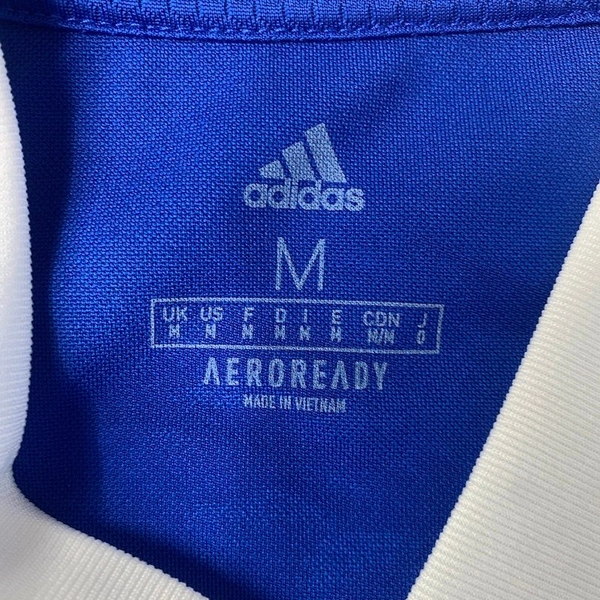 adidas
M
UK US F D I E CDN J
M M M M M M M/M O
AEROREADY
MADE IN VIETNAM